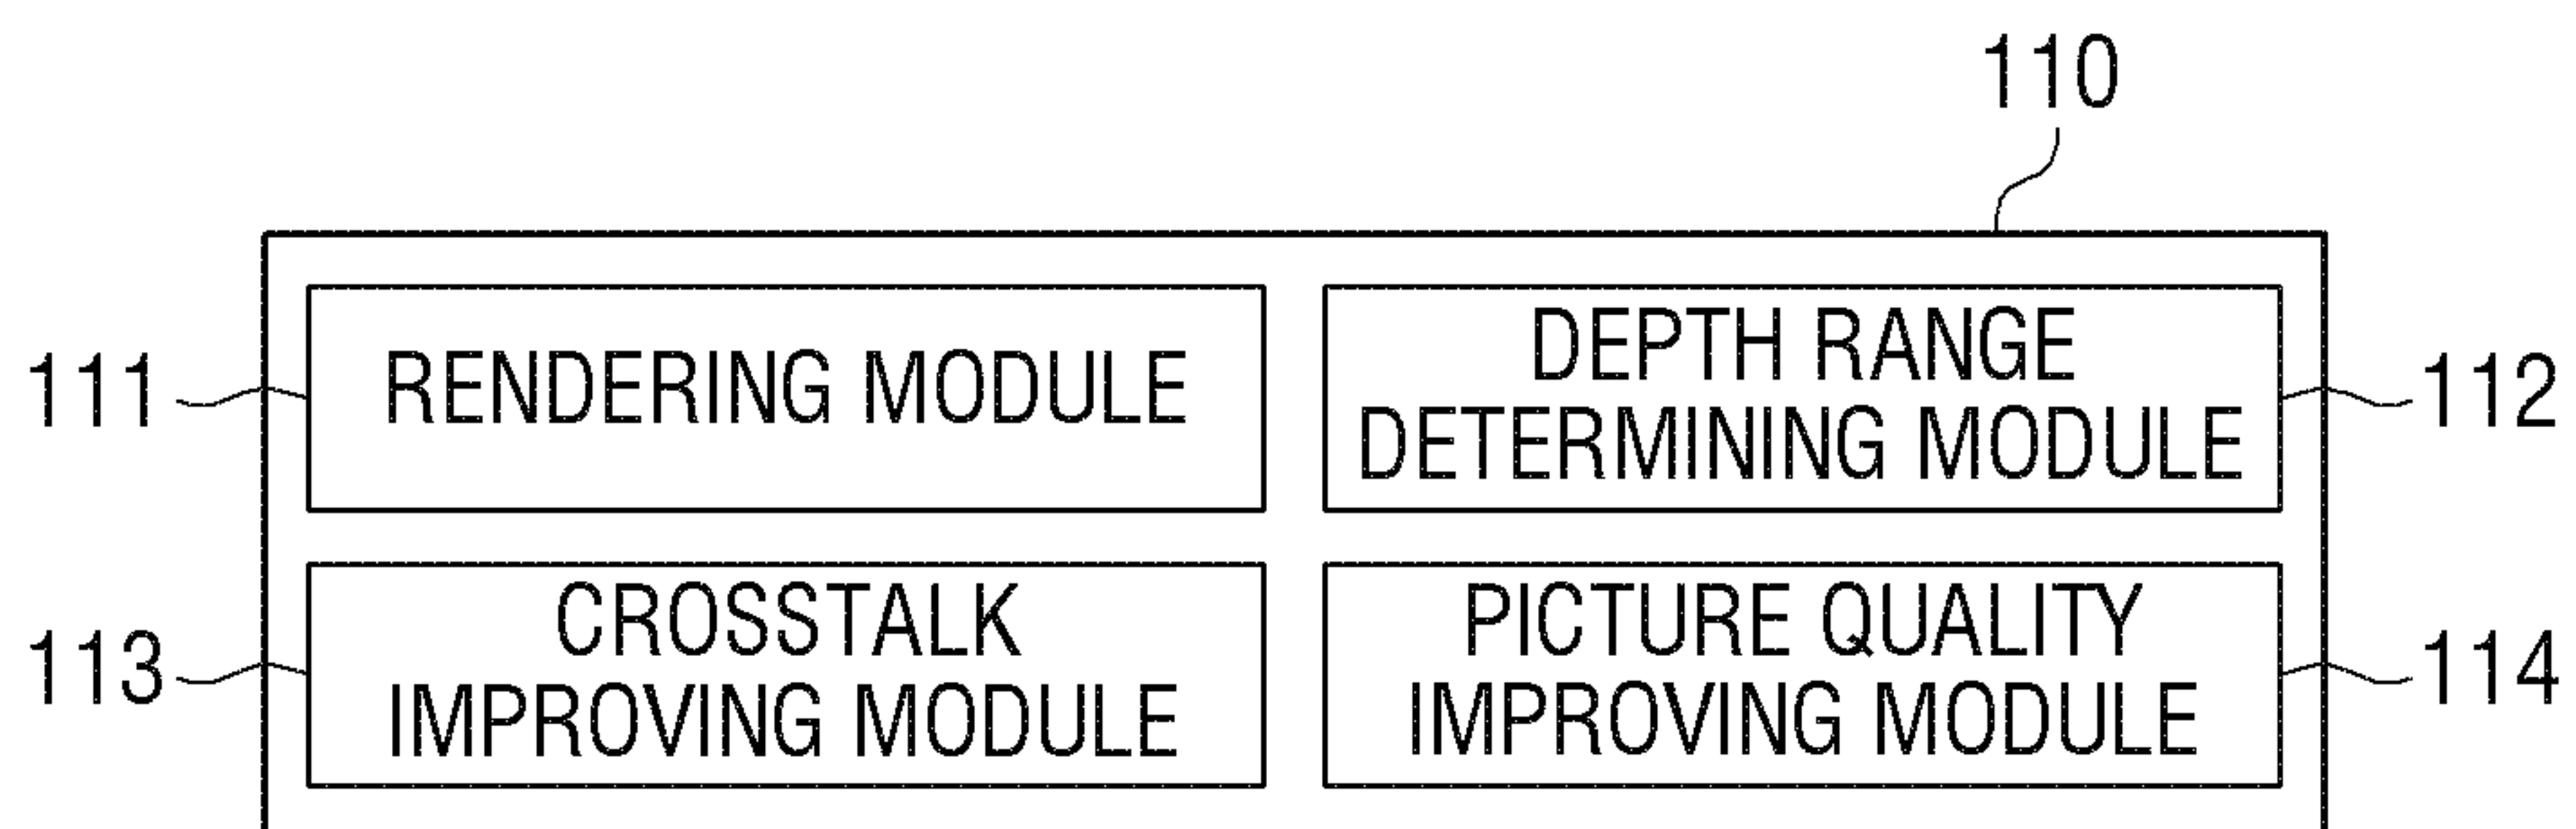 110
111
RENDERING MODULE
DEPTH RANGE
DETERMINING MODULE
112
113
CROSSTALK
IMPROVING MODULE
PICTURE QUALITY
IMPROVING MODULE
114